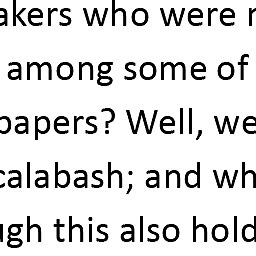 akers who were
among some of
papers? Well, we
calabash; and wh
ugh this also hold